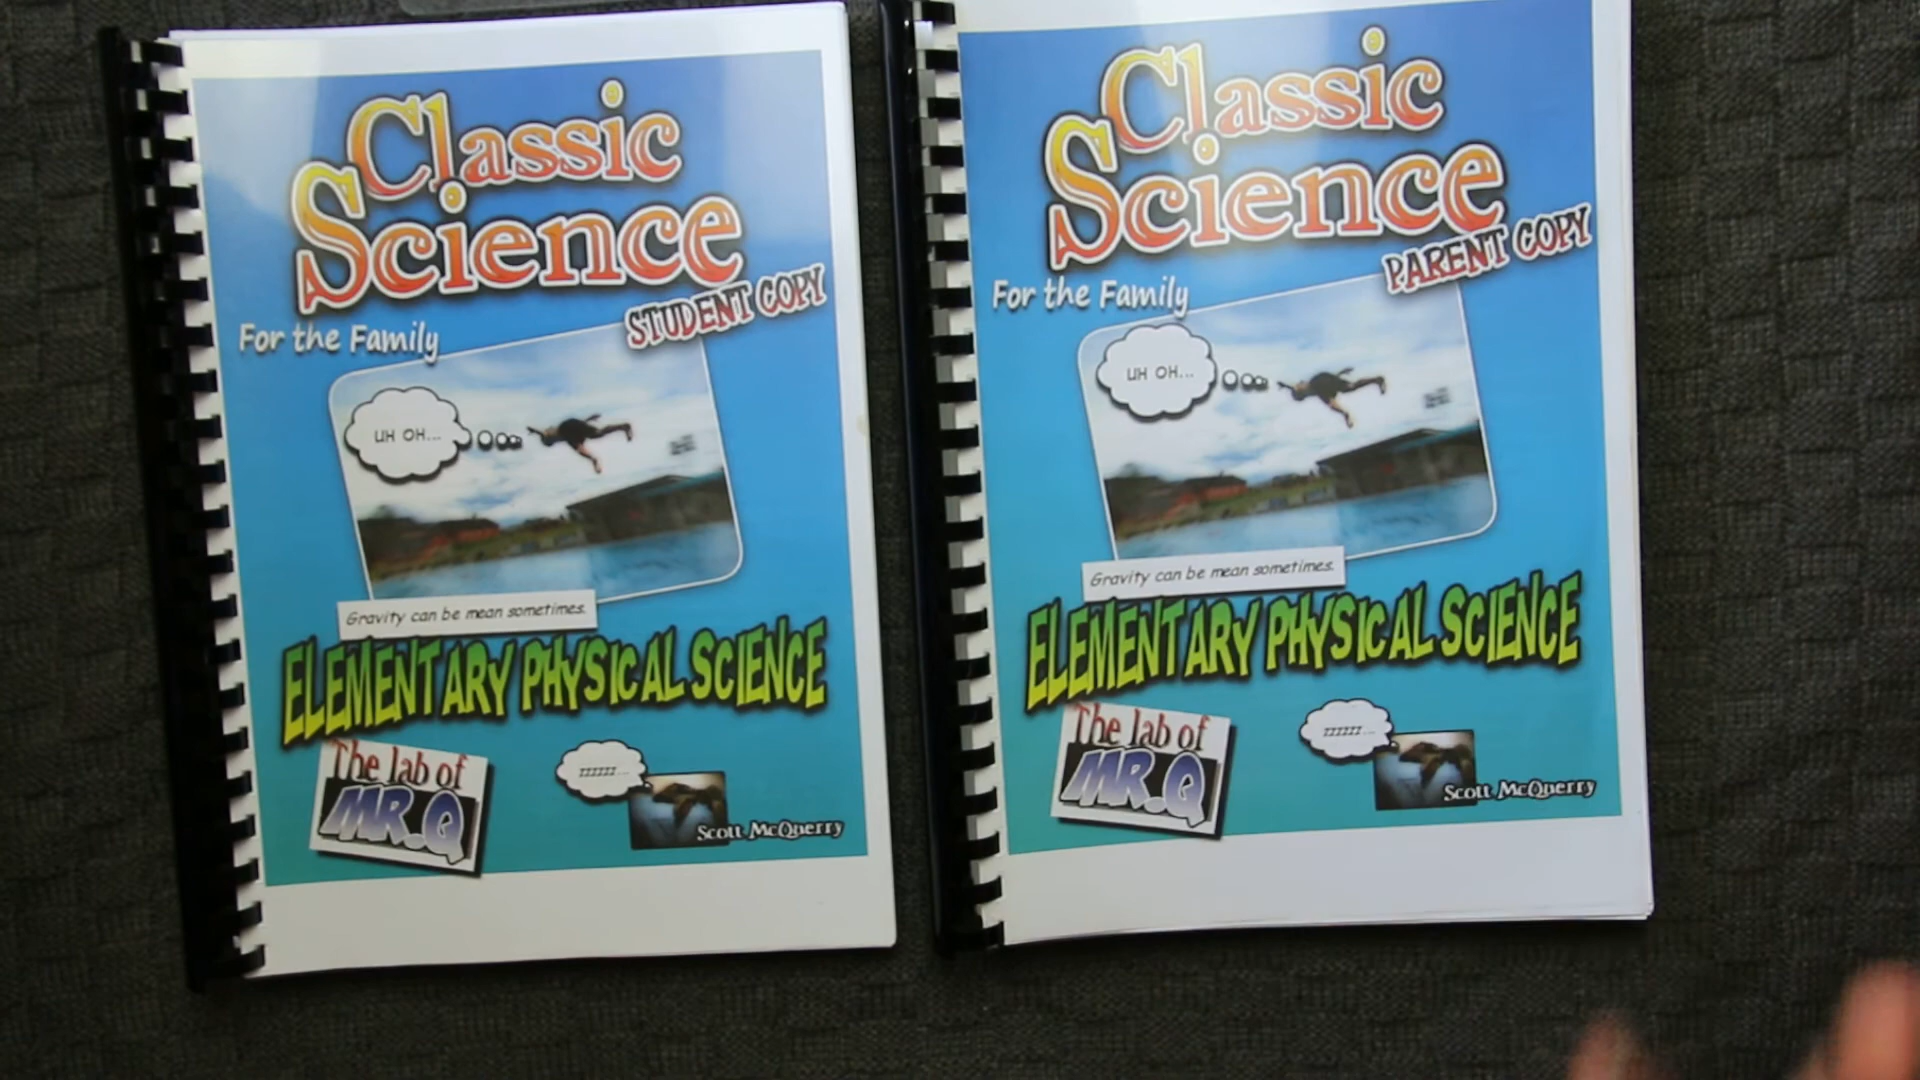 Classic
Science
STUDENT COPY
For the Family
UH OH...
Gravity can be mean sometimes.
ELEMENTARY PHYSICAL SCIENCE
The lab of
MR.Q
zzzzzz...
Scott McQuerry
Classic
Science
PARENT COPY
For the Family
UH OH...
Gravity can be mean sometimes.
ELEMENTARY PHYSICAL SCIENCE
The lab of
MR.Q
zzzzzz...
Scott McQuerry